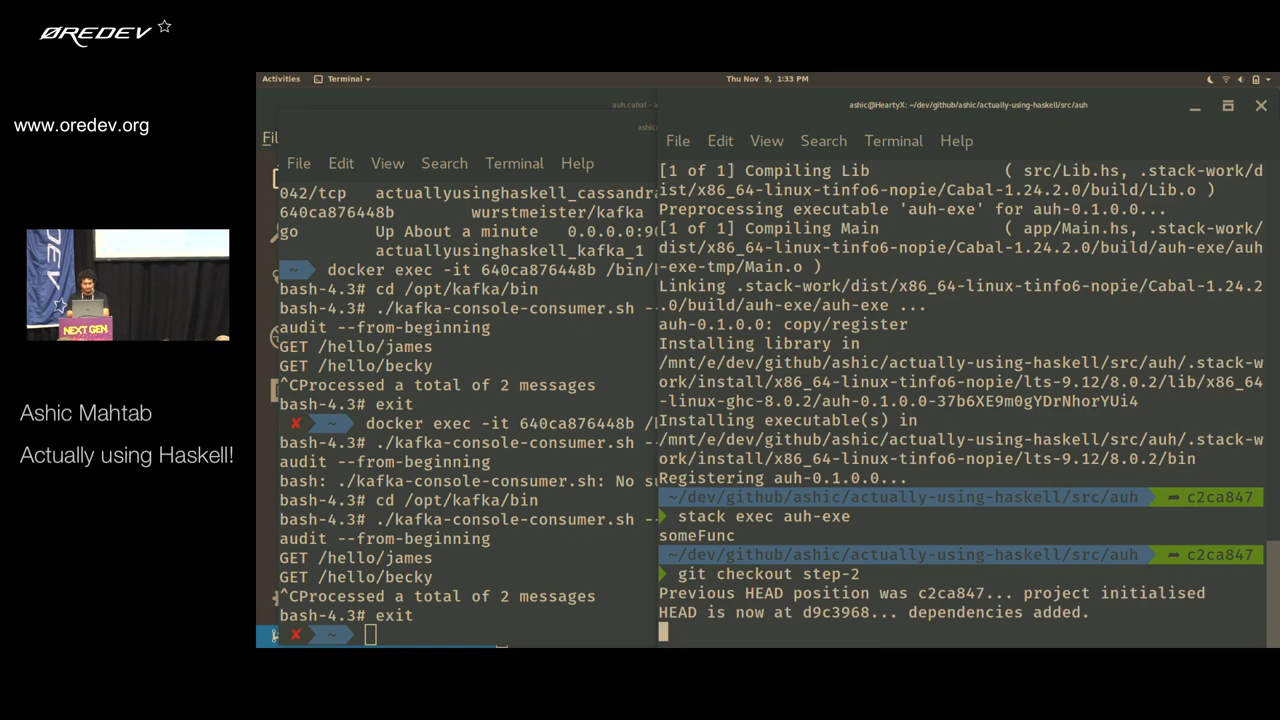 ØREDEV
www.oredev.org
NEXT GEN
Ashic Mahtab
Actually using Haskell!
Activities Terminal Thu Nov 9, 1:33 PM
auh.cabal - a
ashic
Fil
File Edit View Search Terminal Help
042/tcp actuallyusinghaskell_cassandra
640ca876448b wurstmeister/kafka
go Up About a minute 0.0.0.0:90
actuallyusinghaskell_kafka_1
~ docker exec -it 640ca876448b /bin/
bash-4.3# cd /opt/kafka/bin
bash-4.3# ./kafka-console-consumer.sh --
audit --from-beginning
GET /hello/james
GET /hello/becky
^CProcessed a total of 2 messages
bash-4.3# exit
✘ ~ docker exec -it 640ca876448b /
bash-4.3# ./kafka-console-consumer.sh --
audit --from-beginning
bash: ./kafka-console-consumer.sh: No su
bash-4.3# cd /opt/kafka/bin
bash-4.3# ./kafka-console-consumer.sh --
audit --from-beginning
GET /hello/james
GET /hello/becky
^CProcessed a total of 2 messages
bash-4.3# exit
✘ ~
ashic@HeartyX: ~/dev/github/ashic/actually-using-haskell/src/auh
File Edit View Search Terminal Help
[1 of 1] Compiling Lib ( src/Lib.hs, .stack-work/d
ist/x86_64-linux-tinfo6-nopie/Cabal-1.24.2.0/build/Lib.o )
Preprocessing executable 'auh-exe' for auh-0.1.0.0...
[1 of 1] Compiling Main ( app/Main.hs, .stack-work/
dist/x86_64-linux-tinfo6-nopie/Cabal-1.24.2.0/build/auh-exe/auh
-exe-tmp/Main.o )
Linking .stack-work/dist/x86_64-linux-tinfo6-nopie/Cabal-1.24.2
.0/build/auh-exe/auh-exe ...
auh-0.1.0.0: copy/register
Installing library in
/mnt/e/dev/github/ashic/actually-using-haskell/src/auh/.stack-w
ork/install/x86_64-linux-tinfo6-nopie/lts-9.12/8.0.2/lib/x86_64
-linux-ghc-8.0.2/auh-0.1.0.0-37b6XE9m0gYDrNhorYUi4
Installing executable(s) in
/mnt/e/dev/github/ashic/actually-using-haskell/src/auh/.stack-w
ork/install/x86_64-linux-tinfo6-nopie/lts-9.12/8.0.2/bin
Registering auh-0.1.0.0...
~/dev/github/ashic/actually-using-haskell/src/auh ➦ c2ca847
stack exec auh-exe
someFunc
~/dev/github/ashic/actually-using-haskell/src/auh ➦ c2ca847
git checkout step-2
Previous HEAD position was c2ca847... project initialised
HEAD is now at d9c3968... dependencies added.